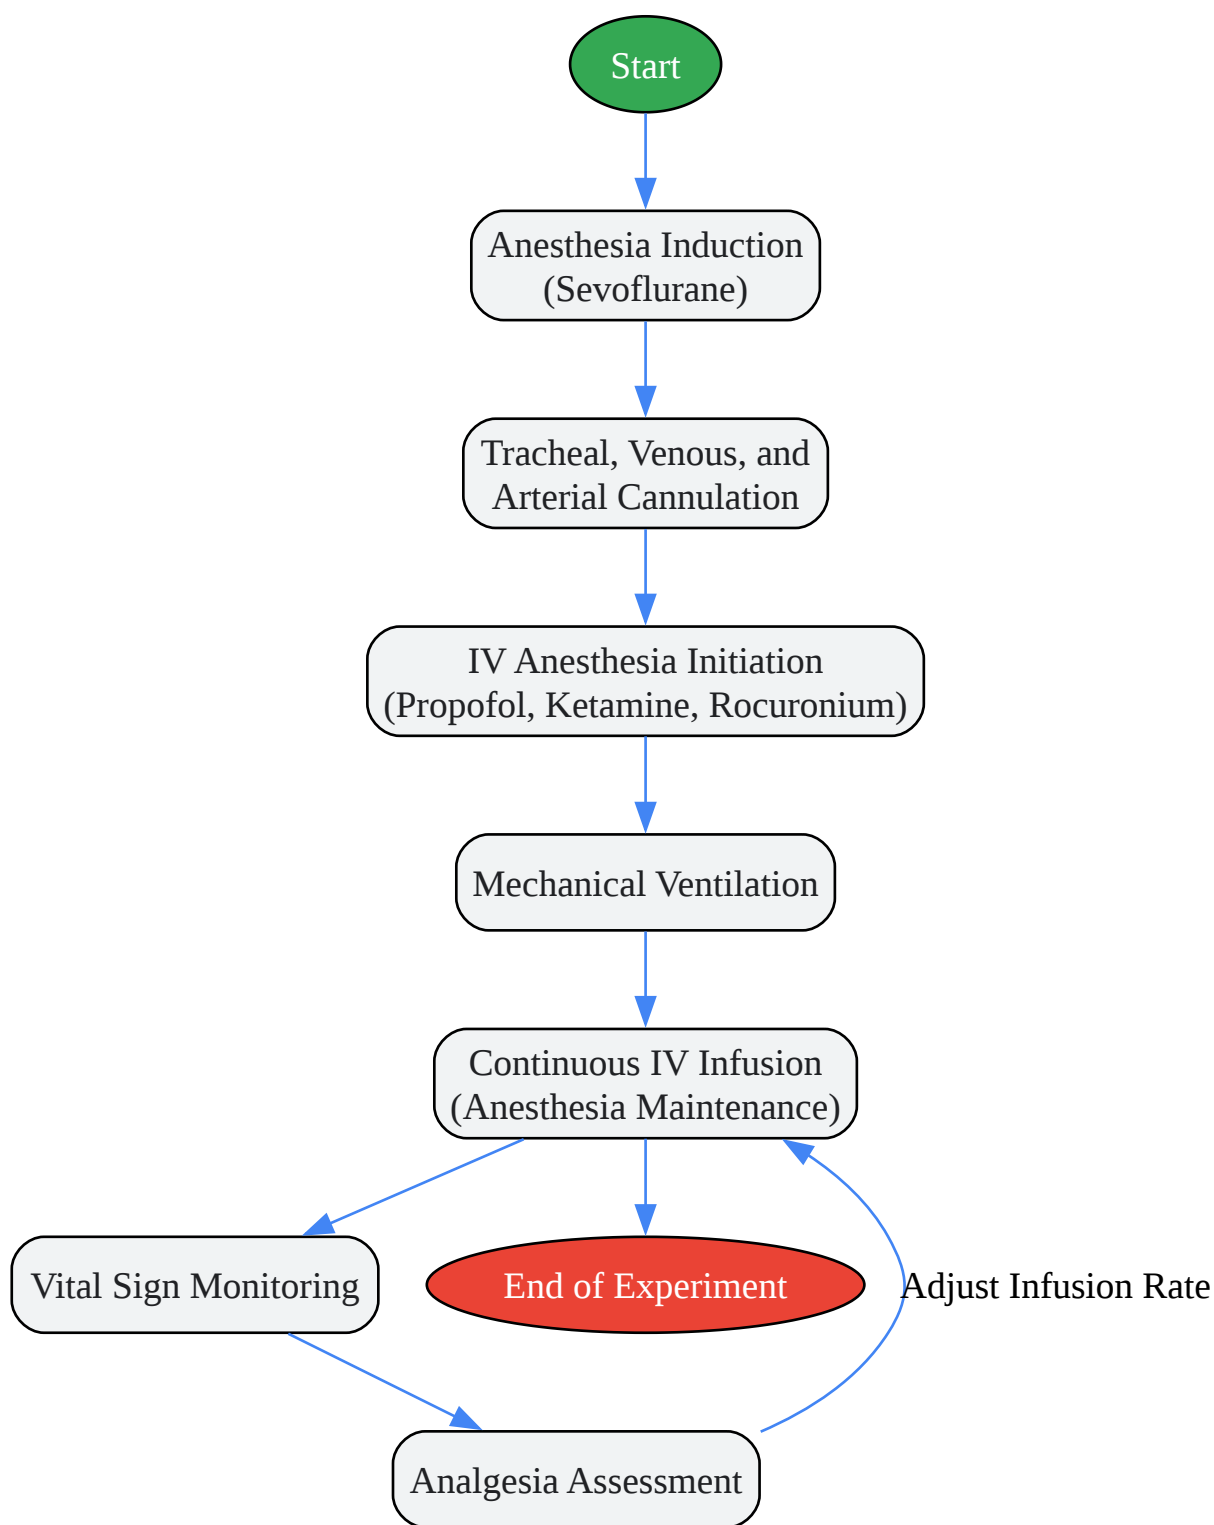 Start
Anesthesia Induction
(Sevoflurane)
Tracheal, Venous, and
Arterial Cannulation
IV Anesthesia Initiation
(Propofol, Ketamine, Rocuronium)
Mechanical Ventilation
Continuous IV Infusion
(Anesthesia Maintenance)
Vital Sign Monitoring
End of Experiment
Adjust Infusion Rate
Analgesia Assessment